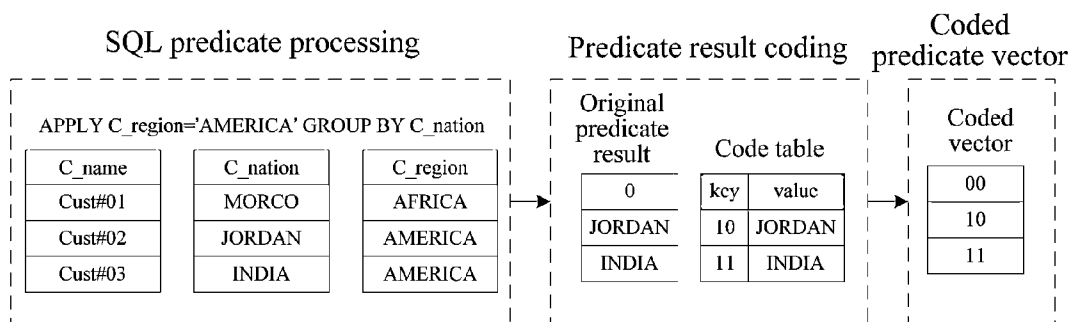 SQL predicate processing
Predicate result coding
Coded
predicate vector
APPLY C_region='AMERICA' GROUP BY C_nation
C_name C_nation C_region
Cust#01 MORCO AFRICA
Cust#02 JORDAN AMERICA
Cust#03 INDIA AMERICA
Original
predicate
result
Code table
0 key value
JORDAN 10 JORDAN
INDIA 11 INDIA
Coded
vector
00
10
11